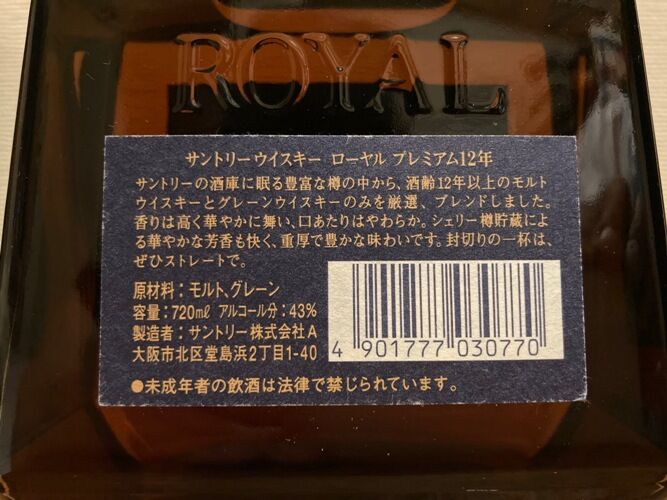 ROYAL
サントリーウイスキー ローヤル プレミアム12年
サントリーの酒庫に眠る豊富な樽の中から、酒齢12年以上のモルト
ウイスキーとグレーンウイスキーのみを厳選、ブレンドしました。
香りは高く華やかに舞い、口あたりはやわらか。シェリー樽貯蔵によ
る華やかな芳香も快く、重厚で豊かな味わいです。封切りの一杯は、
ぜひストレートで。
原材料：モルト、グレーン
容量：720mℓ アルコール分：43%
製造者：サントリー株式会社A
大阪市北区堂島浜2丁目1-40
4 901777 030770
●未成年者の飲酒は法律で禁じられています。